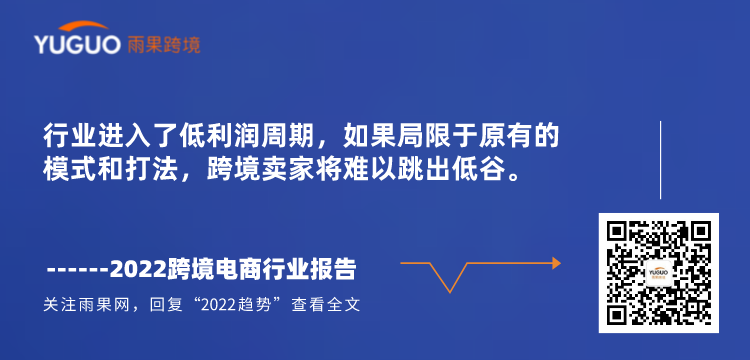 YUGUO 雨果跨境
行业进入了低利润周期，如果局限于原有的
模式和打法，跨境卖家将难以跳出低谷。
------2022跨境电商行业报告
关注雨果网，回复“2022趋势”查看全文
YUGUO